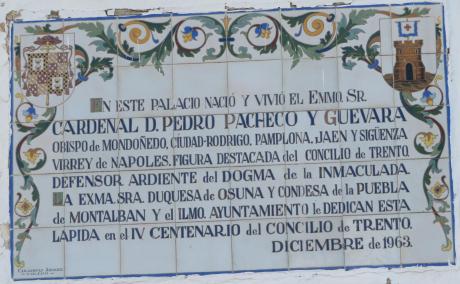 EN ESTE PALACIO NACIÓ Y VIVIÓ EL EMMO. SR.
CARDENAL D. PEDRO PACHECO Y GUEVARA
OBISPO de MONDOÑEDO, CIUDAD-RODRIGO, PAMPLONA, JAEN Y SIGÜENZA
VIRREY de NAPOLES. FIGURA DESTACADA del CONCILIO de TRENTO.
DEFENSOR ARDIENTE del DOGMA de la INMACULADA
LA EXMA. SRA. DUQUESA de OSUNA y CONDESA de la PUEBLA
de MONTALBAN y el ILMO. AYUNTAMIENTO le DEDICAN ESTA
LÁPIDA en el IV CENTENARIO del CONCILIO de TRENTO.
DICIEMBRE de 1963.